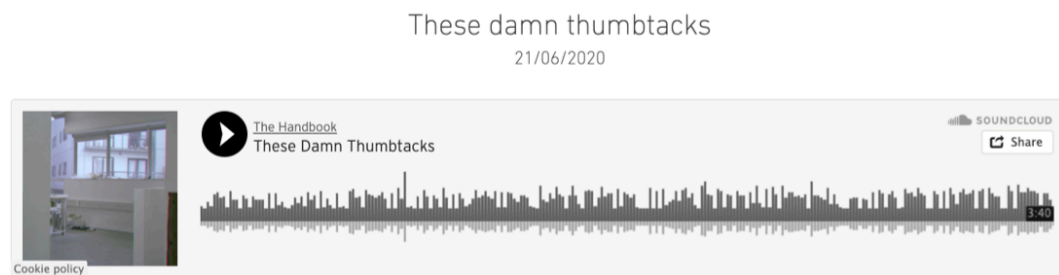 These damn thumbtacks
21/06/2020
The Handbook
These Damn Thumbtacks
SOUNDCLOUD
Share
3:40
Cookie policy